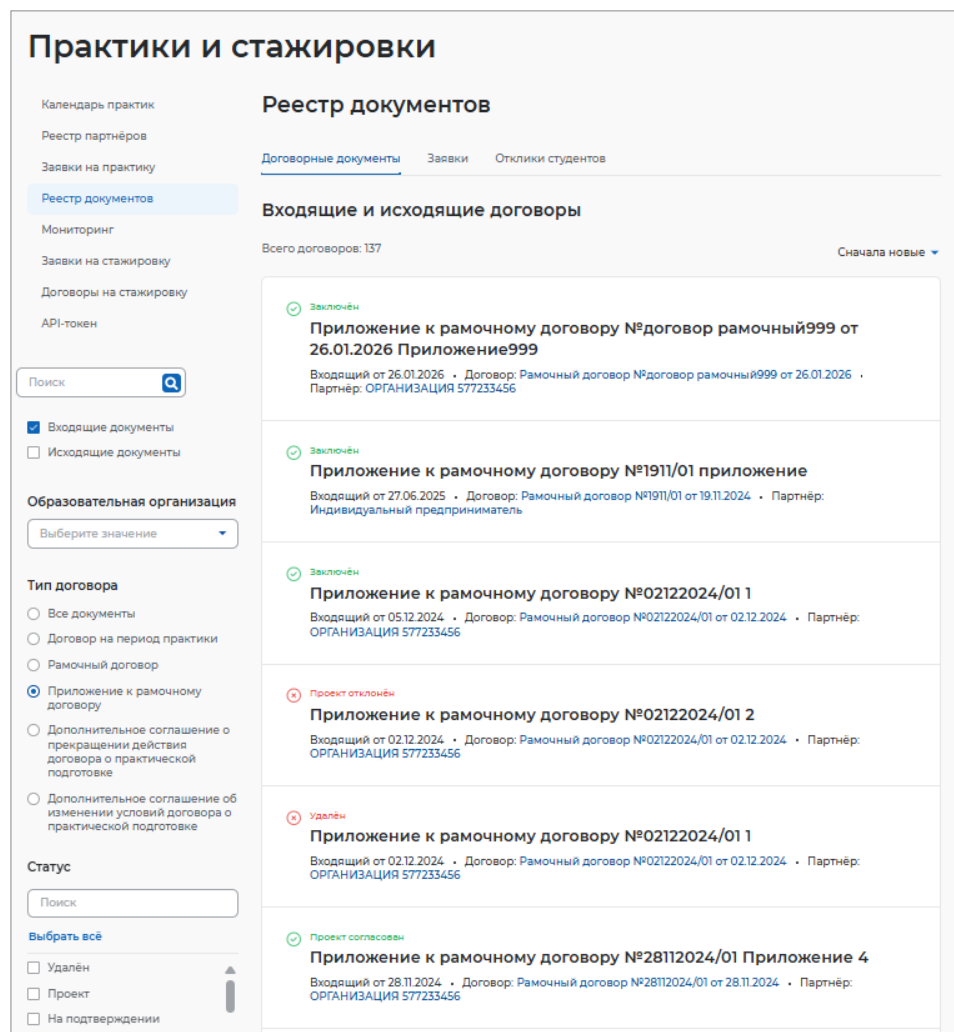 Практики и стажировки
Календарь практик
Реестр партнёров
Заявки на практику
Реестр документов
Мониторинг
Заявки на стажировку
Договоры на стажировку
API-токен
Поиск
Входящие документы
Исходящие документы
Образовательная организация
Выберите значение
Тип договора
Все документы
Договор на период практики
Рамочный договор
Приложение к рамочному
договору
Дополнительное соглашение о
прекращении действия
договора о практической
подготовке
Дополнительное соглашение об
изменении условий договора о
практической подготовке
Статус
Поиск
Выбрать всё
Удалён
Проект
На подтверждении
Реестр документов
Договорные документы Заявки Отклики студентов
Входящие и исходящие договоры
Всего договоров: 137
Сначала новые
Заключён
Приложение к рамочному договору №договор рамочный999 от
26.01.2026 Приложение999
Входящий от 26.01.2026 • Договор: Рамочный договор №договор рамочный999 от 26.01.2026 •
Партнёр: ОРГАНИЗАЦИЯ 577233456
Заключён
Приложение к рамочному договору №1911/01 приложение
Входящий от 27.06.2025 • Договор: Рамочный договор №1911/01 от 19.11.2024 • Партнёр:
Индивидуальный предприниматель
Заключён
Приложение к рамочному договору №02122024/01 1
Входящий от 05.12.2024 • Договор: Рамочный договор №02122024/01 от 02.12.2024 • Партнёр:
ОРГАНИЗАЦИЯ 577233456
Проект отклонён
Приложение к рамочному договору №02122024/01 2
Входящий от 02.12.2024 • Договор: Рамочный договор №02122024/01 от 02.12.2024 • Партнёр:
ОРГАНИЗАЦИЯ 577233456
Удалён
Приложение к рамочному договору №02122024/01 1
Входящий от 02.12.2024 • Договор: Рамочный договор №02122024/01 от 02.12.2024 • Партнёр:
ОРГАНИЗАЦИЯ 577233456
Проект согласован
Приложение к рамочному договору №28112024/01 Приложение 4
Входящий от 28.11.2024 • Договор: Рамочный договор №28112024/01 от 28.11.2024 • Партнёр:
ОРГАНИЗАЦИЯ 577233456